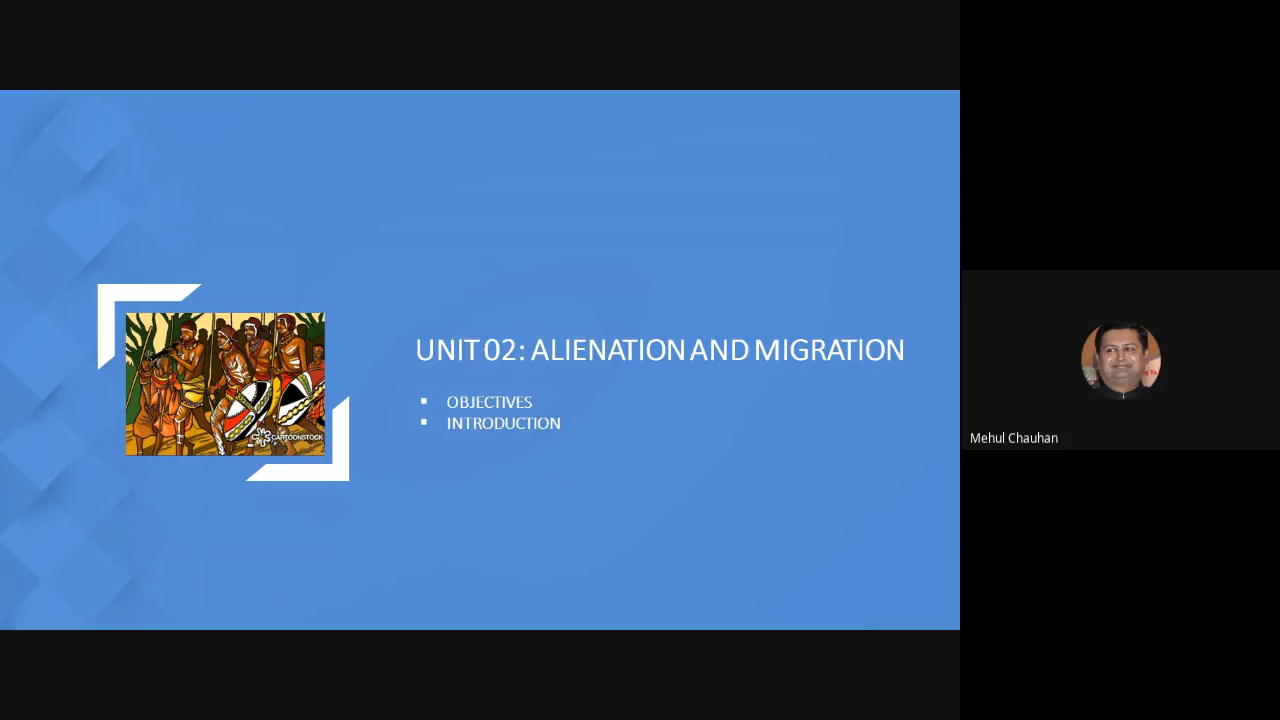 UNIT 02: ALIENATION AND MIGRATION
▪ OBJECTIVES
▪ INTRODUCTION
CARTOONSTOCK
Mehul Chauhan